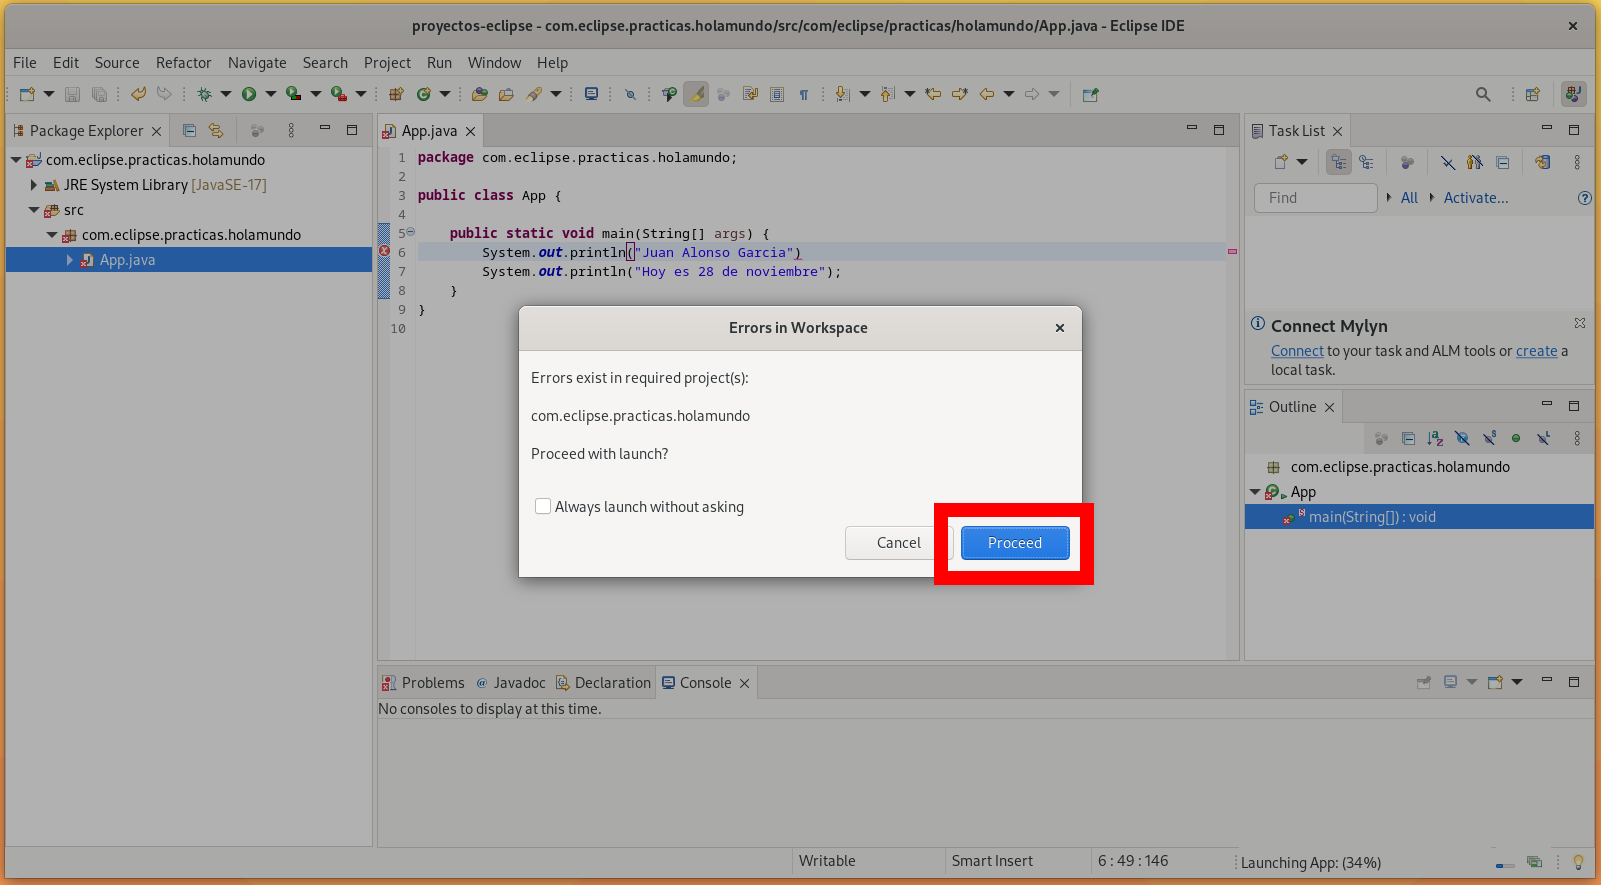 proyectos-eclipse - com.eclipse.practicas.holamundo/src/com/eclipse/practicas/holamundo/App.java - Eclipse IDE
File Edit Source Refactor Navigate Search Project Run Window Help
Package Explorer
com.eclipse.practicas.holamundo
JRE System Library [JavaSE-17]
src
com.eclipse.practicas.holamundo
App.java
App.java
1 package com.eclipse.practicas.holamundo;
2
3 public class App {
4
5 public static void main(String[] args) {
6 System.out.println("Juan Alonso Garcia")
7 System.out.println("Hoy es 28 de noviembre");
8 }
9 }
10
Errors in Workspace
Errors exist in required project(s):
com.eclipse.practicas.holamundo
Proceed with launch?
Always launch without asking
Cancel Proceed
Task List
Find All Activate...
Connect Mylyn
Connect to your task and ALM tools or create a
local task.
Outline
com.eclipse.practicas.holamundo
App
main(String[]) : void
Problems @ Javadoc Declaration Console
No consoles to display at this time.
Writable Smart Insert 6 : 49 : 146 Launching App: (34%)